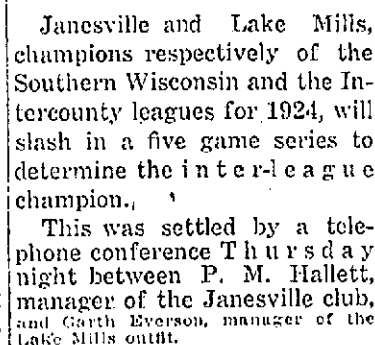 Janesville and Lake Mills,
champions respectively of the
Southern Wisconsin and the In-
tercounty leagues for 1924, will
slash in a five game series to
determine the inter-league
champion.
This was settled by a tele-
phone conference Thursday
night between P. M. Hallett,
manager of the Janesville club,
and Garth Everson, manager of the
Lake Mills outfit.